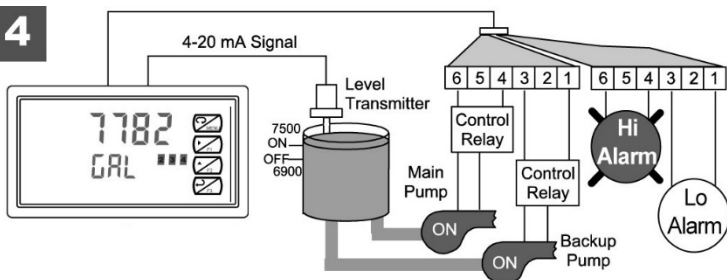 4
4-20 mA Signal
7782
GAL
Level
Transmitter
7500
ON
OFF
6900
6 5 4 3 2 1
6 5 4 3 2 1
Control
Relay
Control
Relay
Main
Pump
ON
ON
Backup
Pump
Hi
Alarm
Lo
Alarm